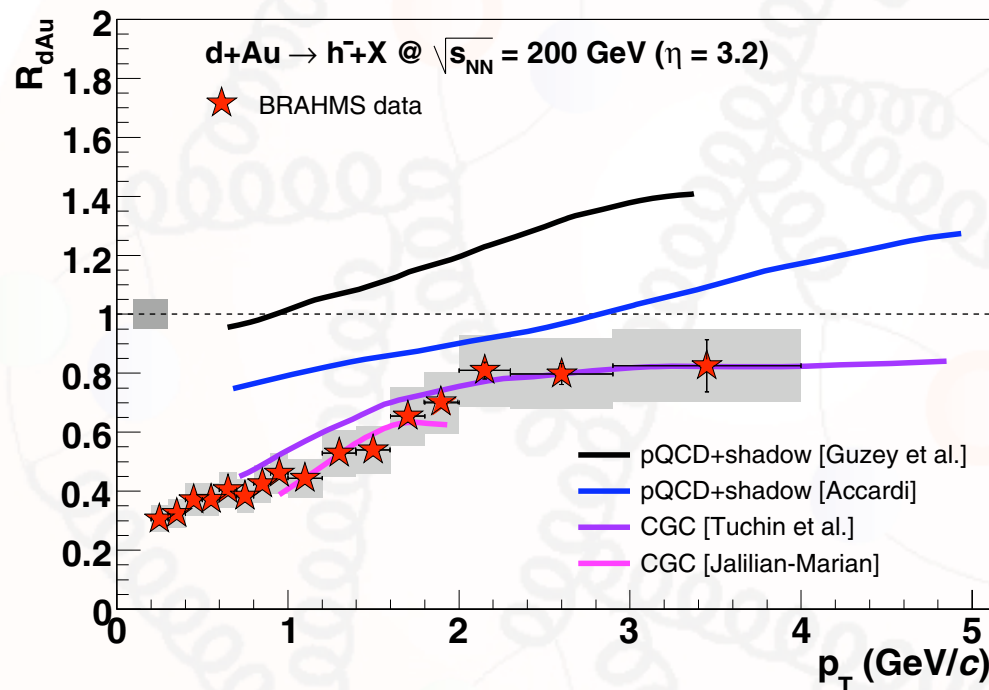 d+Au → h⁻+X @ √s_NN = 200 GeV (η = 3.2)
BRAHMS data
R_dAu
2
1.8
1.6
1.4
1.2
1
0.8
0.6
0.4
0.2
0
pQCD+shadow [Guzey et al.]
pQCD+shadow [Accardi]
CGC [Tuchin et al.]
CGC [Jalilian-Marian]
0 1 2 3 4 5
p_T (GeV/c)